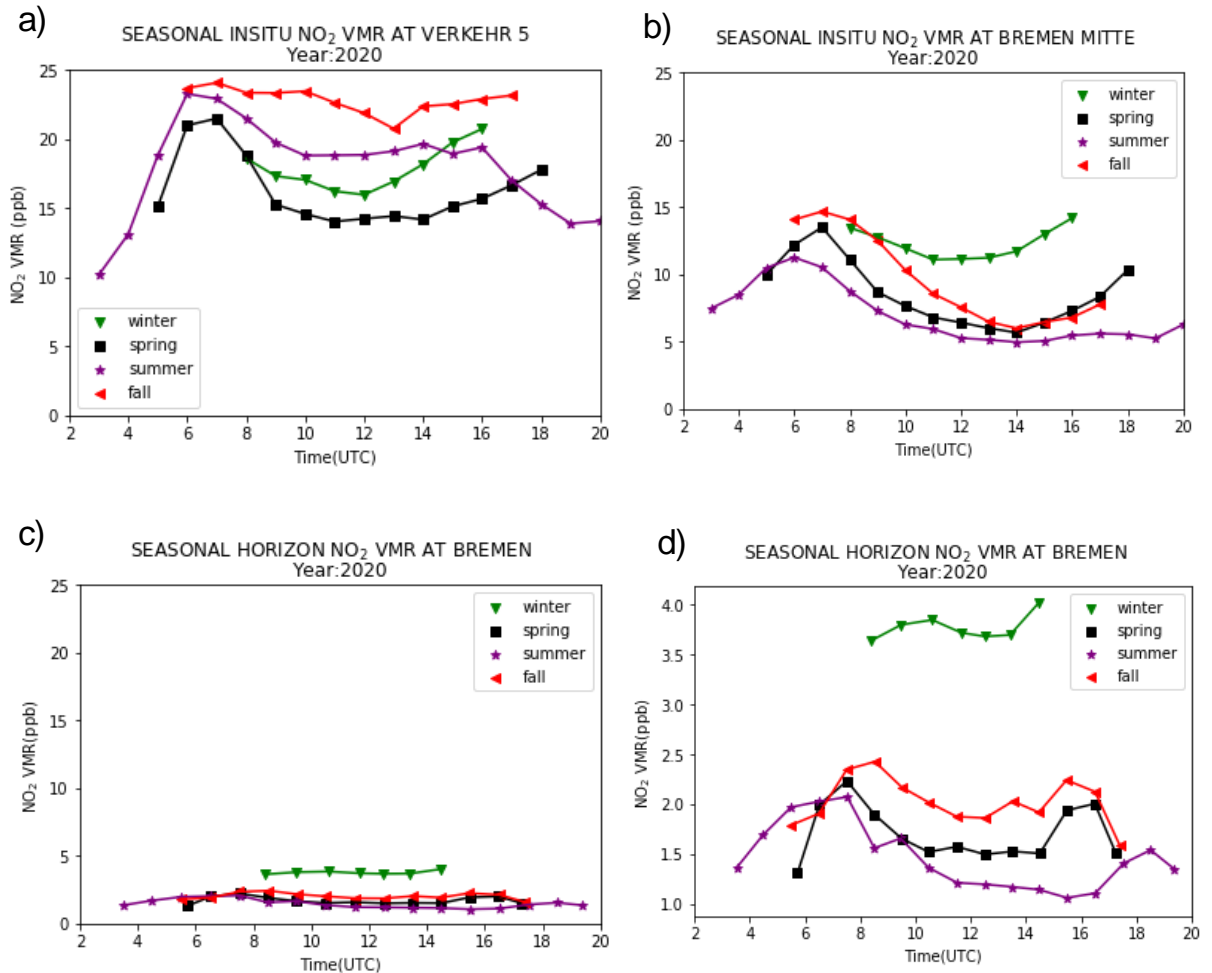 a)
SEASONAL INSITU NO₂ VMR AT VERKEHR 5
Year:2020
25
20
15
10
5
0
NO₂ VMR (ppb)
winter
spring
summer
fall
2 4 6 8 10 12 14 16 18 20
Time(UTC)
b)
SEASONAL INSITU NO₂ VMR AT BREMEN MITTE
Year:2020
25
20
15
10
5
0
NO₂ VMR (ppb)
winter
spring
summer
fall
2 4 6 8 10 12 14 16 18 20
Time(UTC)
c)
SEASONAL HORIZON NO₂ VMR AT BREMEN
Year:2020
25
20
15
10
5
0
NO₂ VMR(ppb)
winter
spring
summer
fall
2 4 6 8 10 12 14 16 18 20
Time(UTC)
d)
SEASONAL HORIZON NO₂ VMR AT BREMEN
Year:2020
4.0
3.5
3.0
2.5
2.0
1.5
1.0
NO₂ VMR(ppb)
winter
spring
summer
fall
2 4 6 8 10 12 14 16 18 20
Time(UTC)